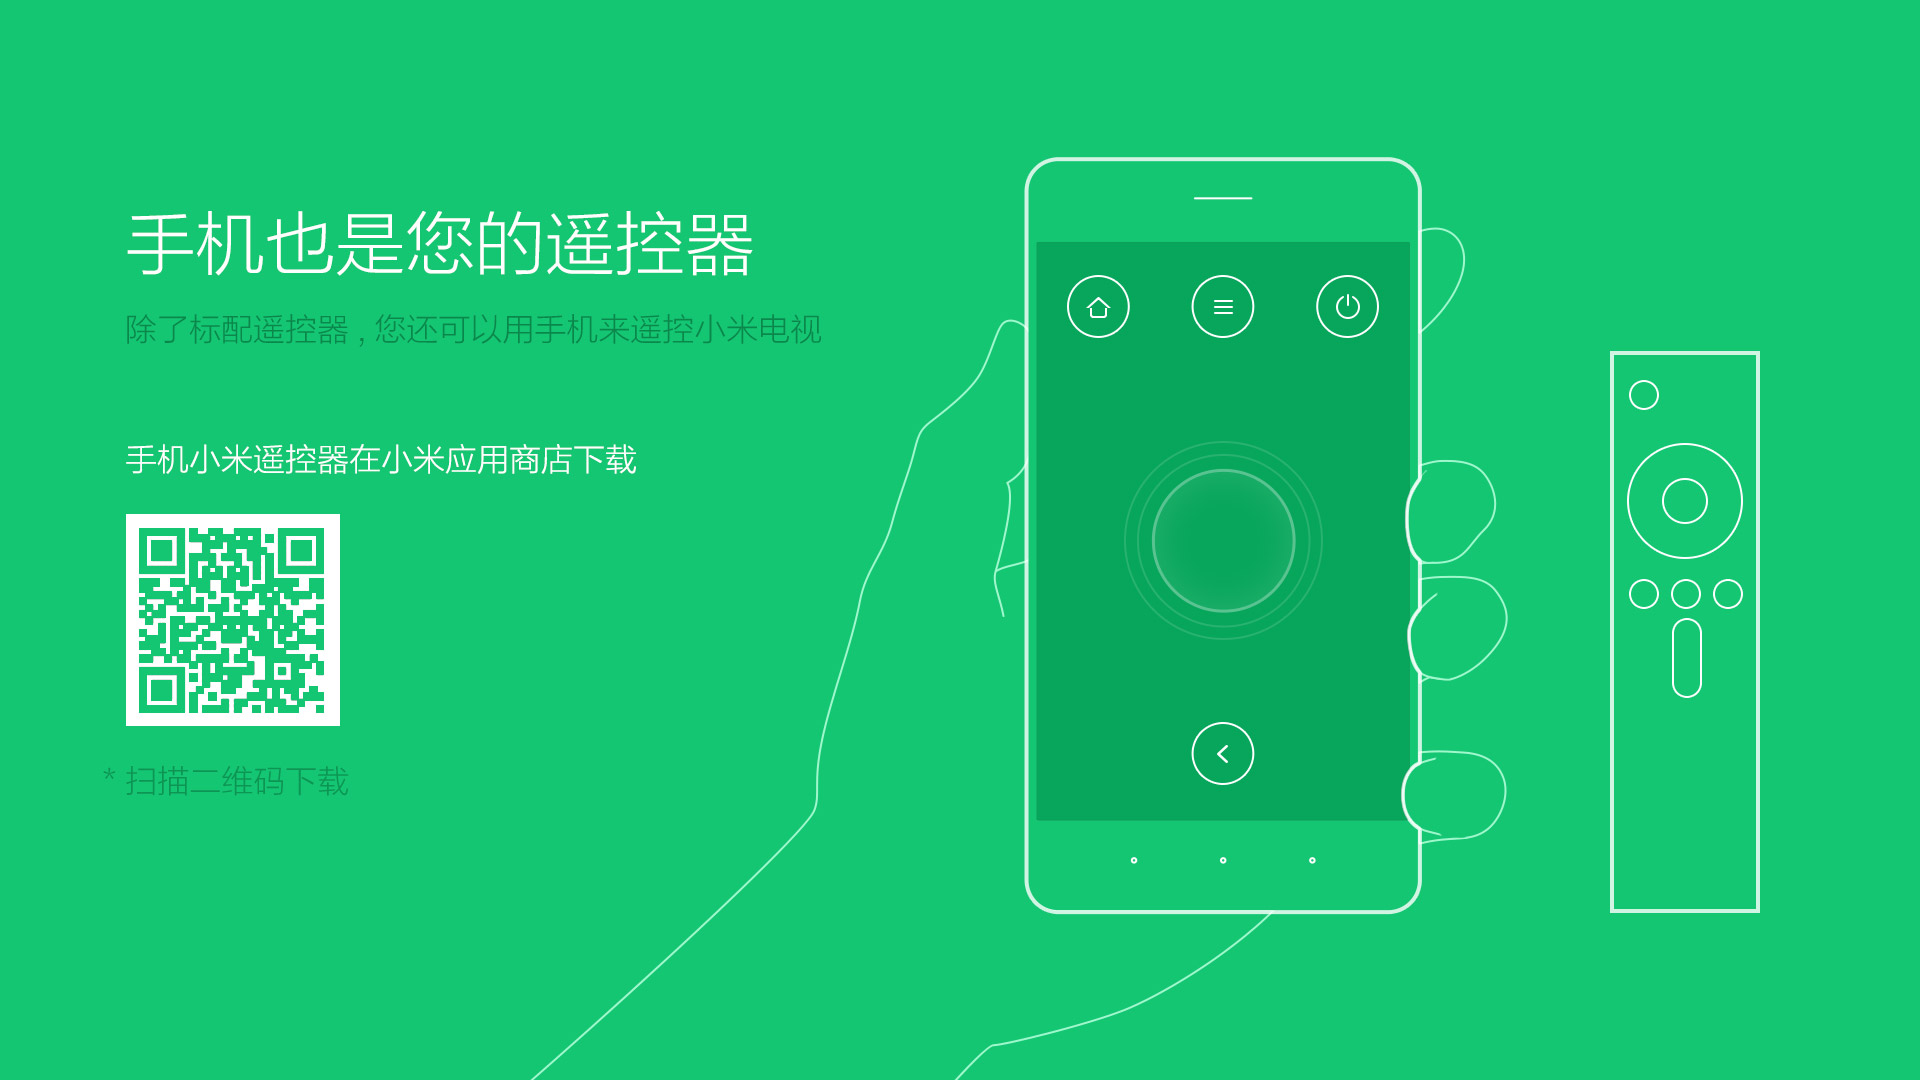 手机也是您的遥控器
除了标配遥控器，您还可以用手机来遥控小米电视
手机小米遥控器在小米应用商店下载
* 扫描二维码下载